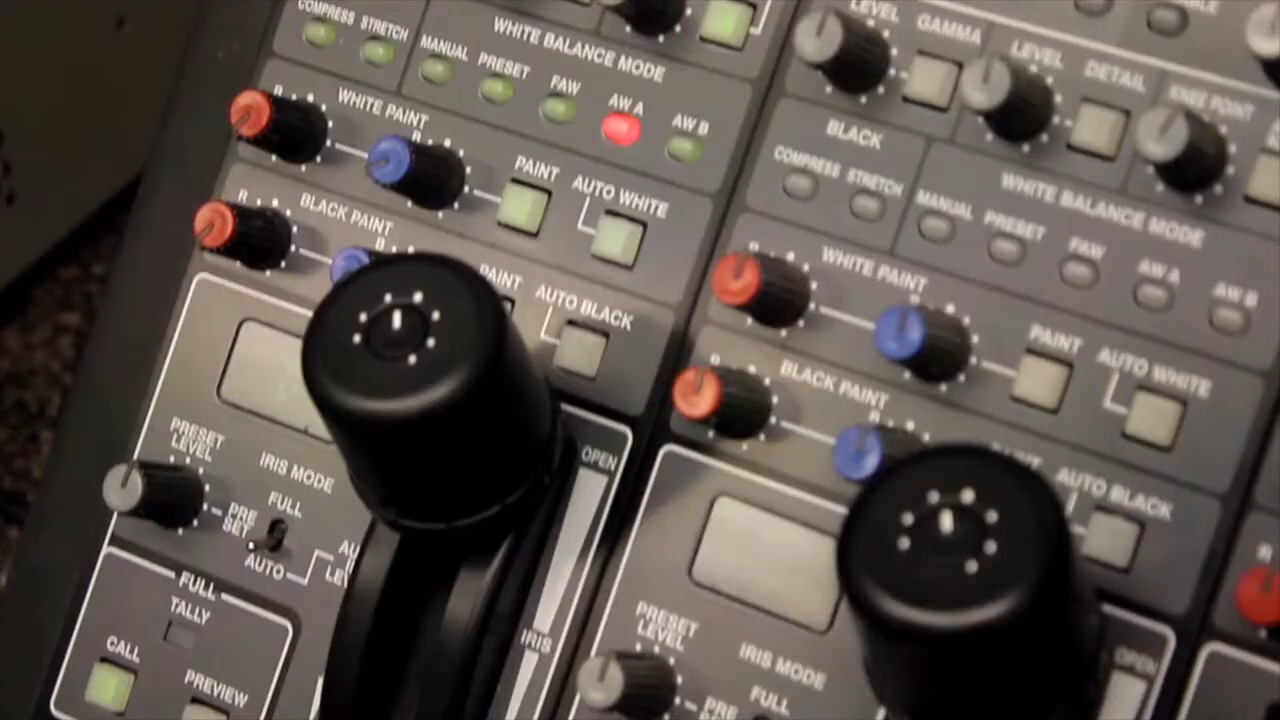 COMPRESS STRETCH
WHITE BALANCE MODE
MANUAL PRESET FAW AW A AW B
R WHITE PAINT B
PAINT AUTO WHITE
R BLACK PAINT B
PAINT AUTO BLACK
PRESET
LEVEL
IRIS MODE
FULL
PRE
SET
AUTO
OPEN
IRIS
FULL
TALLY
CALL
PREVIEW
LEVEL GAMMA LEVEL DETAIL KNEE POINT
BLACK
COMPRESS STRETCH
WHITE BALANCE MODE
MANUAL PRESET FAW AW A AW B
R WHITE PAINT B
PAINT AUTO WHITE
R BLACK PAINT B
AUTO BLACK
PRESET
LEVEL
IRIS MODE
FULL
PRE
OPEN
R